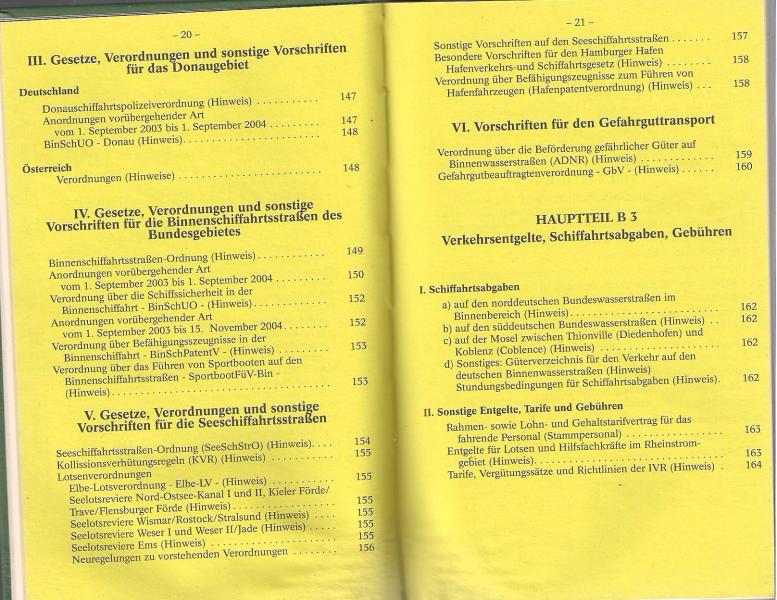 – 20 –
III. Gesetze, Verordnungen und sonstige Vorschriften
für das Donaugebiet
Deutschland
Donauschiffahrtspolizeiverordnung (Hinweis) . . . . . . . . . . . 147
Anordnungen vorübergehender Art
vom 1. September 2003 bis 1. September 2004 . . . . . . . . . . 147
BinSchUO - Donau (Hinweis). . . . . . . . . . . . . . . . . . . . . . . 148
Österreich
Verordnungen (Hinweise) . . . . . . . . . . . . . . . . . . . . . . . . 148
IV. Gesetze, Verordnungen und sonstige
Vorschriften für die Binnenschiffahrtsstraßen des
Bundesgebietes
Binnenschiffahrtsstraßen-Ordnung (Hinweis). . . . . . . . . . . . 149
Anordnungen vorübergehender Art
vom 1. September 2003 bis 1. September 2004 . . . . . . . . . . 150
Verordnung über die Schiffssicherheit in der
Binnenschiffahrt - BinSchUO - (Hinweis). . . . . . . . . . . . . . . 152
Anordnungen vorübergehender Art
vom 1. September 2003 bis 15. November 2004. . . . . . . . . . 152
Verordnung über Befähigungszeugnisse in der
Binnenschiffahrt - BinSchPatentV - (Hinweis) . . . . . . . . . . . 153
Verordnung über das Führen von Sportbooten auf den
Binnenschiffahrtsstraßen - SportbootFüV-Bin -
(Hinweis). . . . . . . . . . . . . . . . . . . . . . . . . . . . . . . . . . . . 153
V. Gesetze, Verordnungen und sonstige
Vorschriften für die Seeschiffahrtsstraßen
Seeschiffahrtsstraßen-Ordnung (SeeSchStrO) (Hinweis). . . . 154
Kollissionsverhütungsregeln (KVR) (Hinweis) . . . . . . . . . . . 155
Lotsenverordnungen
Elbe-Lotsverordnung - Elbe-LV - (Hinweis) . . . . . . . . . . . . . 155
Seelotsreviere Nord-Ostsee-Kanal I und II, Kieler Förde/
Trave/Flensburger Förde (Hinweis). . . . . . . . . . . . . . . . . . 155
Seelotsreviere Wismar/Rostock/Stralsund (Hinweis) . . . . . . 155
Seelotsreviere Weser I und Weser II/Jade (Hinweis) . . . . . . . 155
Seelotsreviere Ems (Hinweis) . . . . . . . . . . . . . . . . . . . . . . 155
Neuregelungen zu vorstehenden Verordnungen . . . . . . . . 156
– 21 –
Sonstige Vorschriften auf den Seeschiffahrtsstraßen . . . . . . . 157
Besondere Vorschriften für den Hamburger Hafen
Hafenverkehrs-und Schiffahrtsgesetz (Hinweis) . . . . . . . . . 158
Verordnung über Befähigungszeugnisse zum Führen von
Hafenfahrzeugen (Hafenpatentverordnung) (Hinweis) . . . . 158
VI. Vorschriften für den Gefahrguttransport
Verordnung über die Beförderung gefährlicher Güter auf
Binnenwasserstraßen (ADNR) (Hinweis) . . . . . . . . . . . . . . 159
Gefahrgutbeauftragtenverordnung - GbV - (Hinweis) . . . . . . 160
HAUPTTEIL B 3
Verkehrsentgelte, Schiffahrtsabgaben, Gebühren
I. Schiffahrtsabgaben
a) auf den norddeutschen Bundeswasserstraßen im
Binnenbereich (Hinweis). . . . . . . . . . . . . . . . . . . . . . . . . 162
b) auf den süddeutschen Bundeswasserstraßen (Hinweis) . . 162
c) auf der Mosel zwischen Thionville (Diedenhofen) und
Koblenz (Coblence) (Hinweis) . . . . . . . . . . . . . . . . . . . . . 162
d) Sonstiges: Güterverzeichnis für den Verkehr auf den
deutschen Binnenwasserstraßen (Hinweis)
Stundungsbedingungen für Schiffahrtsabgaben (Hinweis). 162
II. Sonstige Entgelte, Tarife und Gebühren
Rahmen- sowie Lohn- und Gehaltstarifvertrag für das
fahrende Personal (Stammpersonal) . . . . . . . . . . . . . . . . . 163
Entgelte für Lotsen und Hilfsfachkräfte im Rheinstrom-
gebiet (Hinweis). . . . . . . . . . . . . . . . . . . . . . . . . . . . . . . 163
Tarife, Vergütungssätze und Richtlinien der IVR (Hinweis) . 164